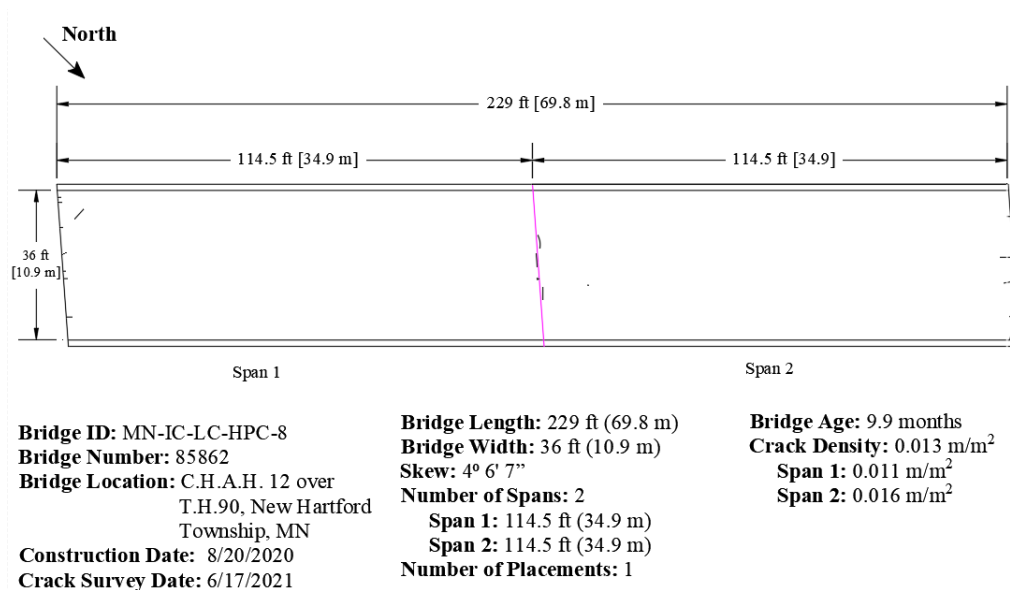 North
229 ft [69.8 m]
114.5 ft [34.9 m]
114.5 ft [34.9]
36 ft
[10.9 m]
Span 1
Span 2
Bridge ID: MN-IC-LC-HPC-8
Bridge Number: 85862
Bridge Location: C.H.A.H. 12 over
T.H.90, New Hartford
Township, MN
Construction Date: 8/20/2020
Crack Survey Date: 6/17/2021
Bridge Length: 229 ft (69.8 m)
Bridge Width: 36 ft (10.9 m)
Skew: 4º 6' 7”
Number of Spans: 2
Span 1: 114.5 ft (34.9 m)
Span 2: 114.5 ft (34.9 m)
Number of Placements: 1
Bridge Age: 9.9 months
Crack Density: 0.013 m/m²
Span 1: 0.011 m/m²
Span 2: 0.016 m/m²